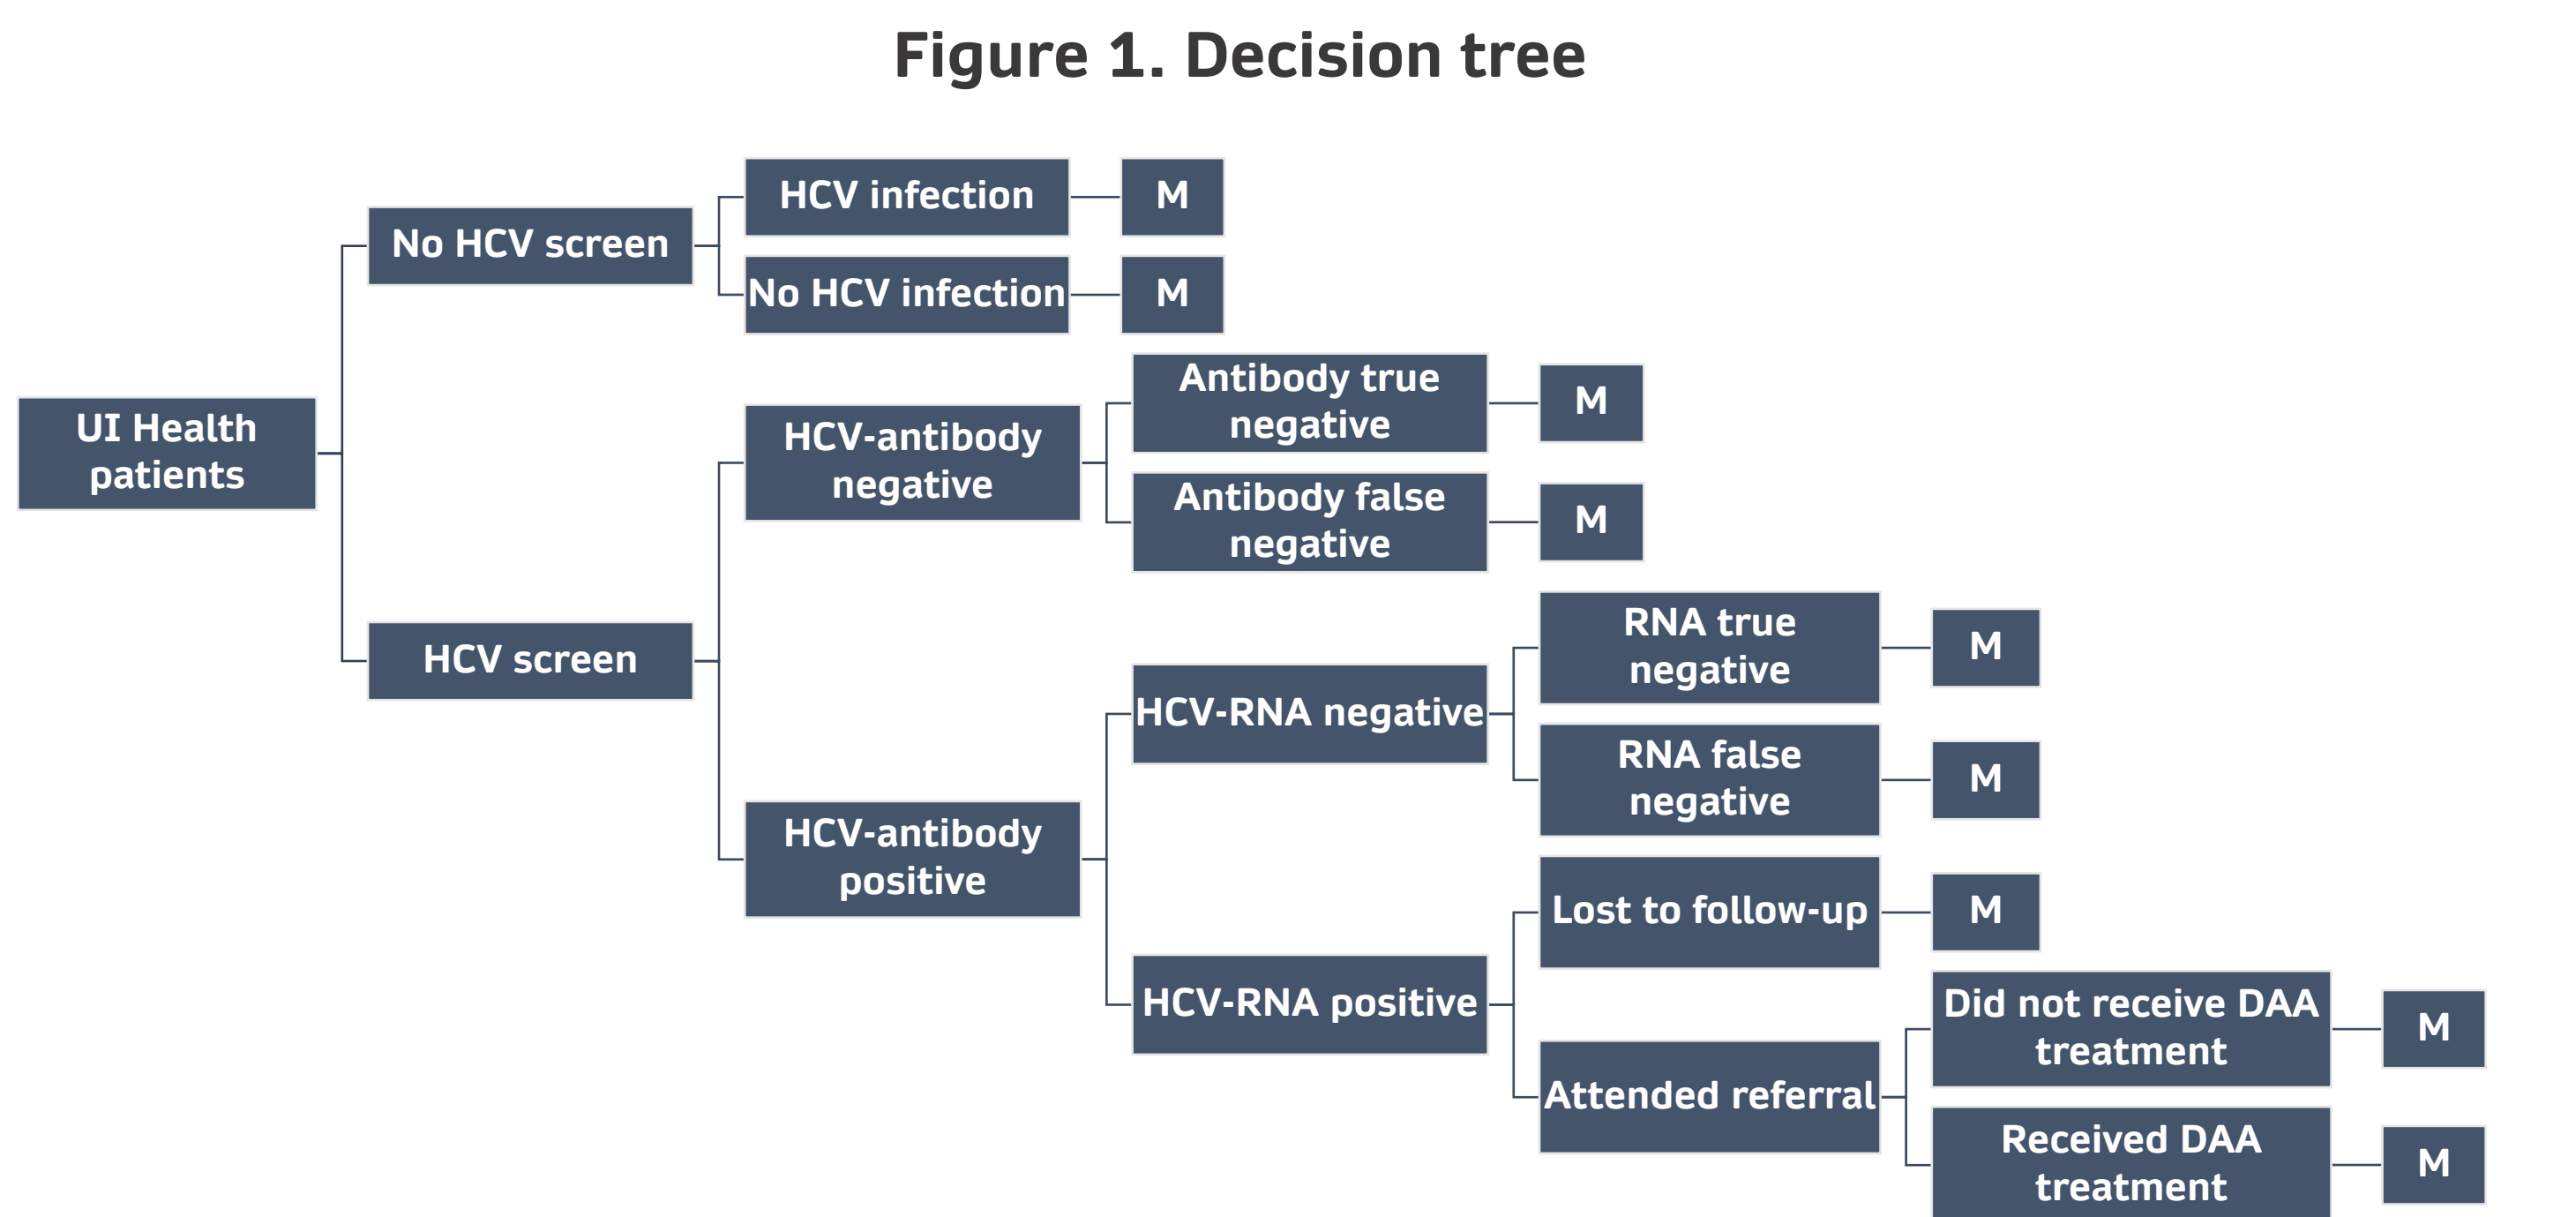 Figure 1. Decision tree
UI Health
patients
No HCV screen
HCV infection
M
No HCV infection
M
HCV screen
HCV-antibody
negative
Antibody true
negative
M
Antibody false
negative
M
HCV-antibody
positive
HCV-RNA negative
RNA true
negative
M
RNA false
negative
M
HCV-RNA positive
Lost to follow-up
M
Attended referral
Did not receive DAA
treatment
M
Received DAA
treatment
M